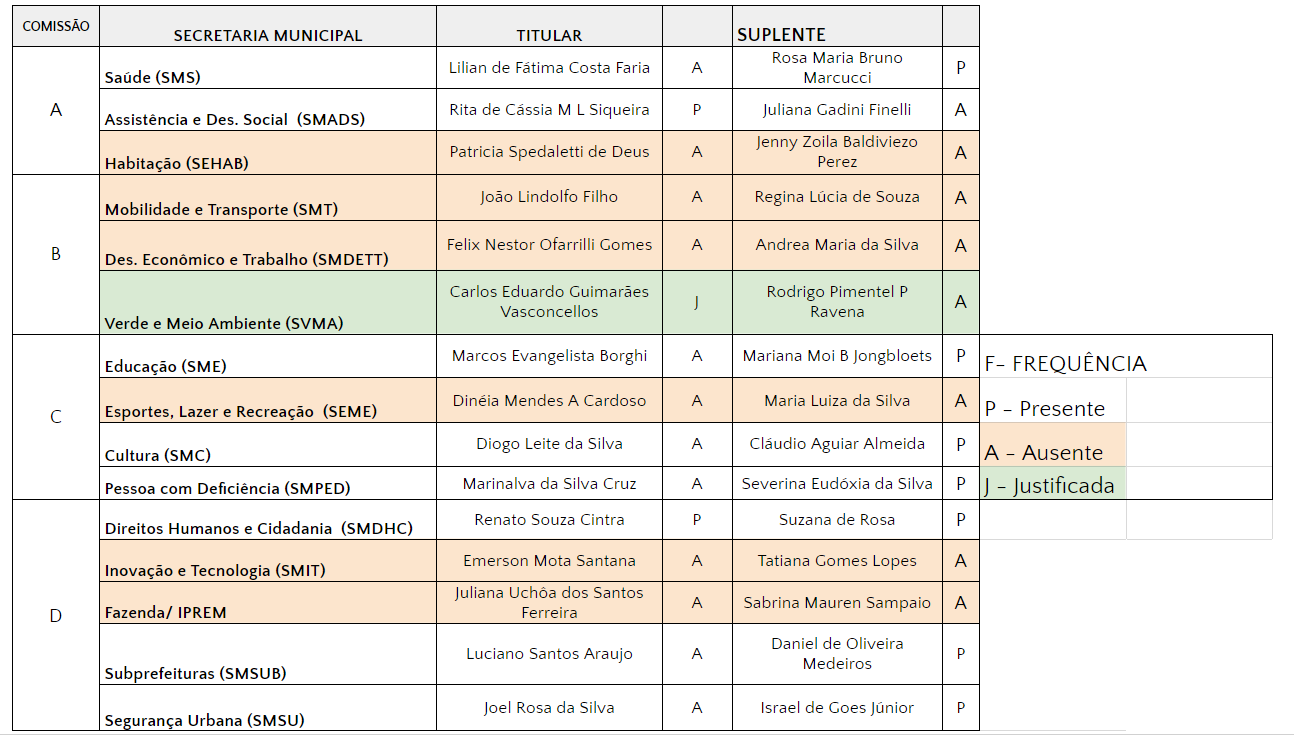 COMISSÃO SECRETARIA MUNICIPAL TITULAR SUPLENTE
A
Saúde (SMS) Lilian de Fátima Costa Faria A Rosa Maria Bruno
Marcucci P
Assistência e Des. Social (SMADS) Rita de Cássia M L Siqueira P Juliana Gadini Finelli A
Habitação (SEHAB) Patricia Spedaletti de Deus A Jenny Zoila Baldiviezo
Perez A
B
Mobilidade e Transporte (SMT) João Lindolfo Filho A Regina Lúcia de Souza A
Des. Econômico e Trabalho (SMDETT) Felix Nestor Ofarrilli Gomes A Andrea Maria da Silva A
Verde e Meio Ambiente (SVMA) Carlos Eduardo Guimarães
Vasconcellos J Rodrigo Pimentel P
Ravena A
C
Educação (SME) Marcos Evangelista Borghi A Mariana Moi B Jongbloets P
Esportes, Lazer e Recreação (SEME) Dinéia Mendes A Cardoso A Maria Luiza da Silva A
Cultura (SMC) Diogo Leite da Silva A Cláudio Aguiar Almeida P
Pessoa com Deficiência (SMPED) Marinalva da Silva Cruz A Severina Eudóxia da Silva P
F- FREQUÊNCIA
P - Presente
A - Ausente
J - Justificada
D
Direitos Humanos e Cidadania (SMDHC) Renato Souza Cintra P Suzana de Rosa P
Inovação e Tecnologia (SMIT) Emerson Mota Santana A Tatiana Gomes Lopes A
Fazenda/ IPREM Juliana Uchôa dos Santos
Ferreira A Sabrina Mauren Sampaio A
Subprefeituras (SMSUB) Luciano Santos Araujo A Daniel de Oliveira
Medeiros P
Segurança Urbana (SMSU) Joel Rosa da Silva A Israel de Goes Júnior P